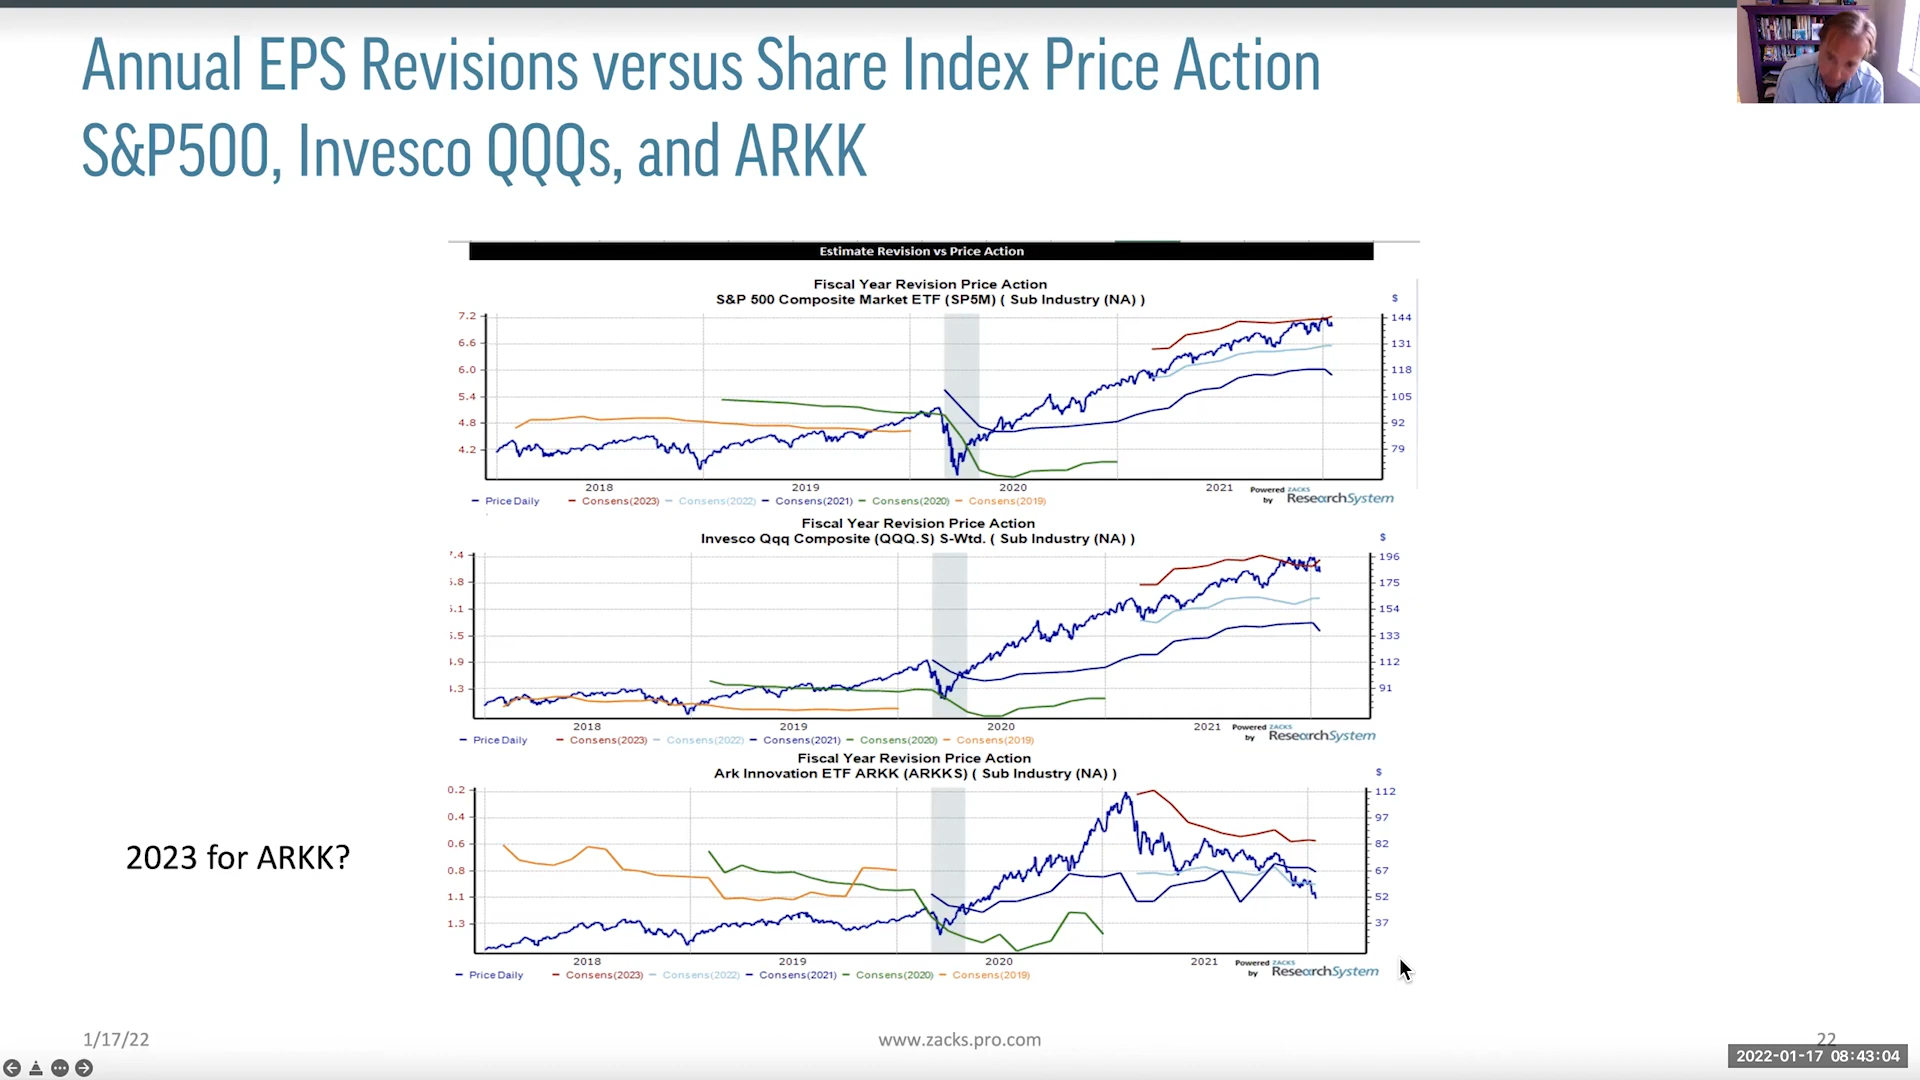 Annual EPS Revisions versus Share Index Price Action
S&P500, Invesco QQQs, and ARKK
Estimate Revision vs Price Action
Fiscal Year Revision Price Action
S&P 500 Composite Market ETF (SP5M) ( Sub Industry (NA) )
$
7.2
6.6
6.0
5.4
4.8
4.2
144
131
118
105
92
79
2018 2019 2020 2021
Price Daily Consens(2023) Consens(2022) Consens(2021) Consens(2020) Consens(2019)
Powered by ZACKS ResearchSystem
Fiscal Year Revision Price Action
Invesco Qqq Composite (QQQ.S) S-Wtd. ( Sub Industry (NA) )
$
.4
.8
.1
.5
.9
.3
196
175
154
133
112
91
2018 2019 2020 2021
Price Daily Consens(2023) Consens(2022) Consens(2021) Consens(2020) Consens(2019)
Powered by ZACKS ResearchSystem
Fiscal Year Revision Price Action
Ark Innovation ETF ARKK (ARKKS) ( Sub Industry (NA) )
$
0.2
0.4
0.6
0.8
1.1
1.3
112
97
82
67
52
37
2018 2019 2020 2021
Price Daily Consens(2023) Consens(2022) Consens(2021) Consens(2020) Consens(2019)
Powered by ZACKS ResearchSystem
2023 for ARKK?
1/17/22
www.zacks.pro.com
22
2022-01-17 08:43:04